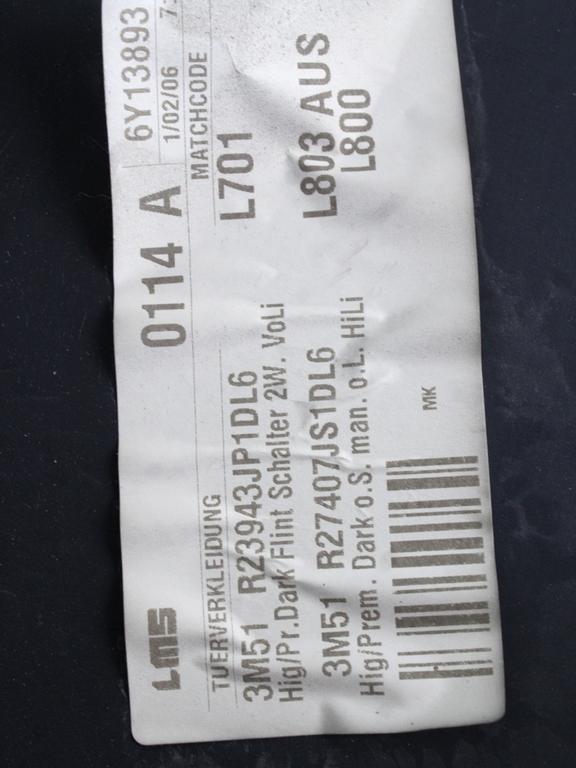 LMS 0114 A 6Y13893
1/02/06 7:
TUERVERKLEIDUNG MATCHCODE
3M51 R23943JP1DL6 L701
Hig/Pr.Dark Flint Schalter 2W. VoLi
3M51 R27407JS1DL6 L803 AUS
Hig/Prem. Dark o.S. man. o.L. HiLi L800
MK